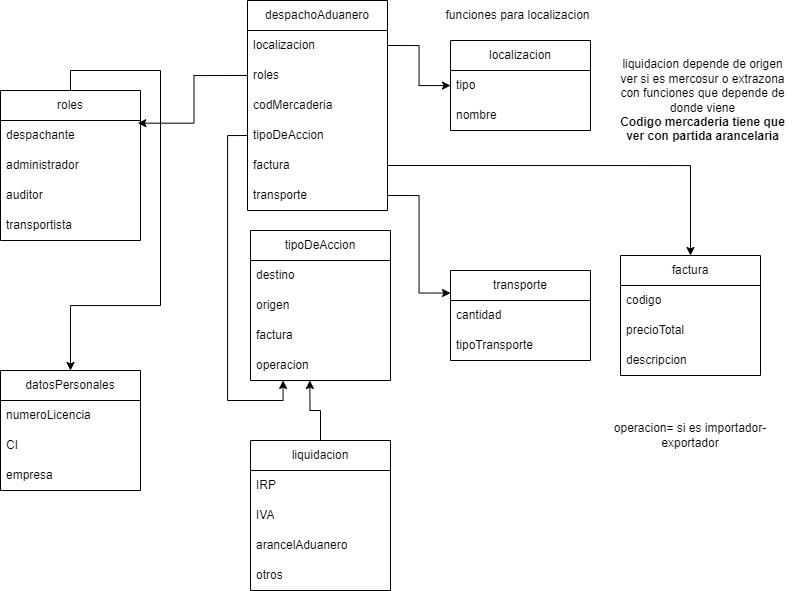 despachoAduanero
localizacion
roles
codMercaderia
tipoDeAccion
factura
transporte
funciones para localizacion
localizacion
tipo
nombre
liquidacion depende de origen
ver si es mercosur o extrazona
con funciones que depende de
donde viene
Codigo mercaderia tiene que
ver con partida arancelaria
roles
despachante
administrador
auditor
transportista
tipoDeAccion
destino
origen
factura
operacion
transporte
cantidad
tipoTransporte
factura
codigo
precioTotal
descripcion
datosPersonales
numeroLicencia
CI
empresa
operacion= si es importador-
exportador
liquidacion
IRP
IVA
arancelAduanero
otros